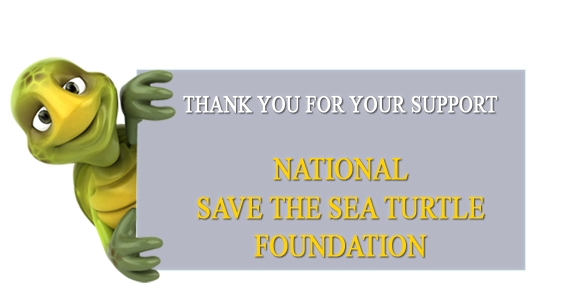 THANK YOU FOR YOUR SUPPORT
NATIONAL
SAVE THE SEA TURTLE
FOUNDATION